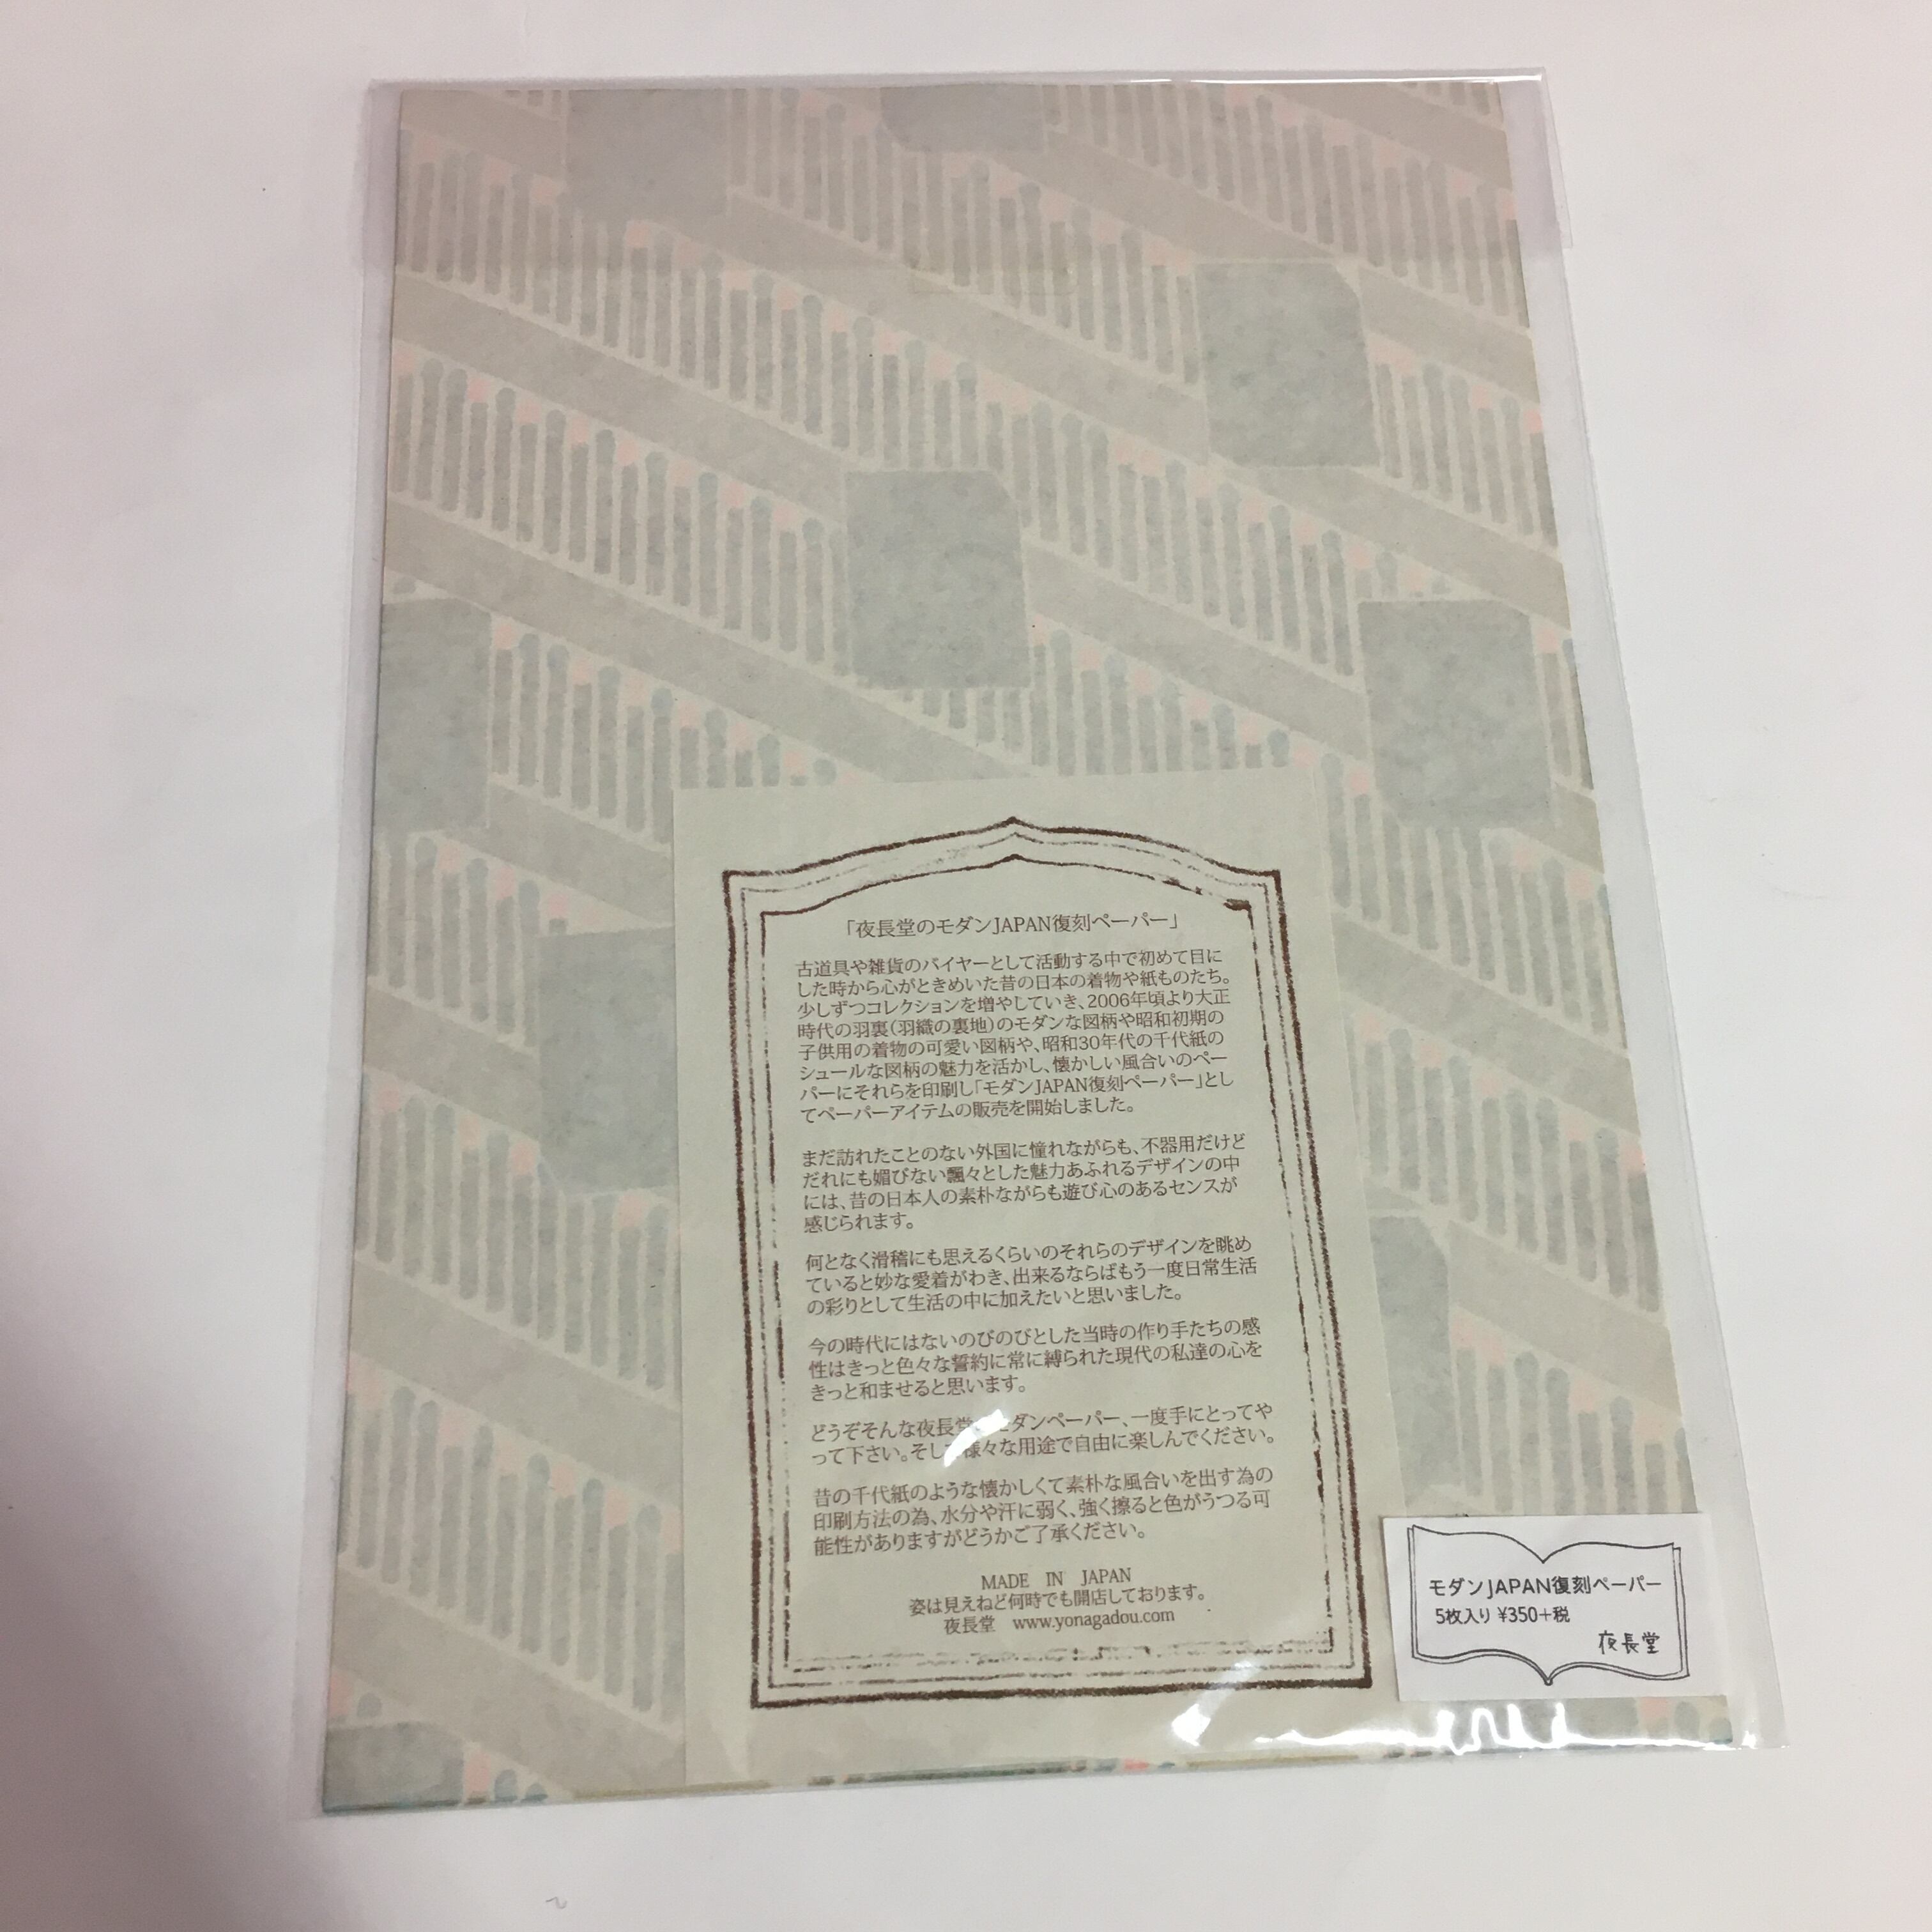 「夜長堂のモダンJAPAN復刻ペーパー」
古道具や雑貨のバイヤーとして活動する中で初めて目に
した時から心がときめいた昔の日本の着物や紙ものたち。
少しずつコレクションを増やしていき、2006年頃より大正
時代の羽裏(羽織の裏地)のモダンな図柄や昭和初期の
子供用の着物の可愛い図柄や、昭和30年代の千代紙の
シュールな図柄の魅力を活かし、懐かしい風合いのペー
パーにそれらを印刷し「モダンJAPAN復刻ペーパー」とし
てペーパーアイテムの販売を開始しました。
まだ訪れたことのない外国に憧れながらも、不器用だけど
だれにも媚びない飄々とした魅力あふれるデザインの中
には、昔の日本人の素朴ながらも遊び心のあるセンスが
感じられます。
何となく滑稽にも思えるくらいのそれらのデザインを眺め
ていると妙な愛着がわき、出来るならばもう一度日常生活
の彩りとして生活の中に加えたいと思いました。
今の時代にはないのびのびとした当時の作り手たちの感
性はきっと色々な誓約に常に縛られた現代の私達の心を
きっと和ませると思います。
どうぞそんな夜長堂 ダンペーパー、一度手にとってや
って下さい。そし 様々な用途で自由に楽しんでください。
昔の千代紙のような懐かしくて素朴な風合いを出す為の
印刷方法の為、水分や汗に弱く、強く擦ると色がうつる可
能性がありますがどうかご了承ください。
MADE IN JAPAN
姿は見えねど何時でも開店しております。
夜長堂 www.yonagadou.com
モダンJAPAN復刻ペーパー
5枚入り ¥350+税
夜長堂